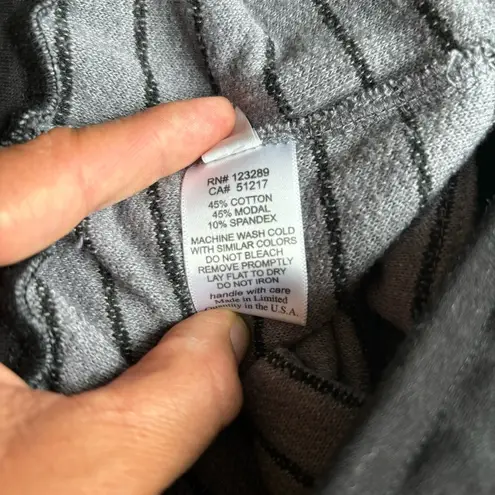 RN# 123289
CA# 51217
45% COTTON
45% MODAL
10% SPANDEX
MACHINE WASH COLD
WITH SIMILAR COLORS
DO NOT BLEACH
REMOVE PROMPTLY
LAY FLAT TO DRY
DO NOT IRON
handle with care
Made in Limited
Quantity in the U.S.A.